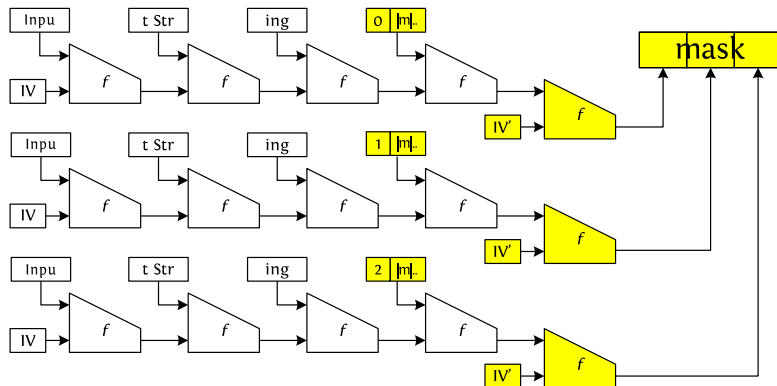 Inpu t Str ing 0 |m|..
mask
f f f f
IV
f
IV'
Inpu t Str ing 1 |m|..
f f f f
IV
f
IV'
Inpu t Str ing 2 |m|..
f f f f
IV
f
IV'